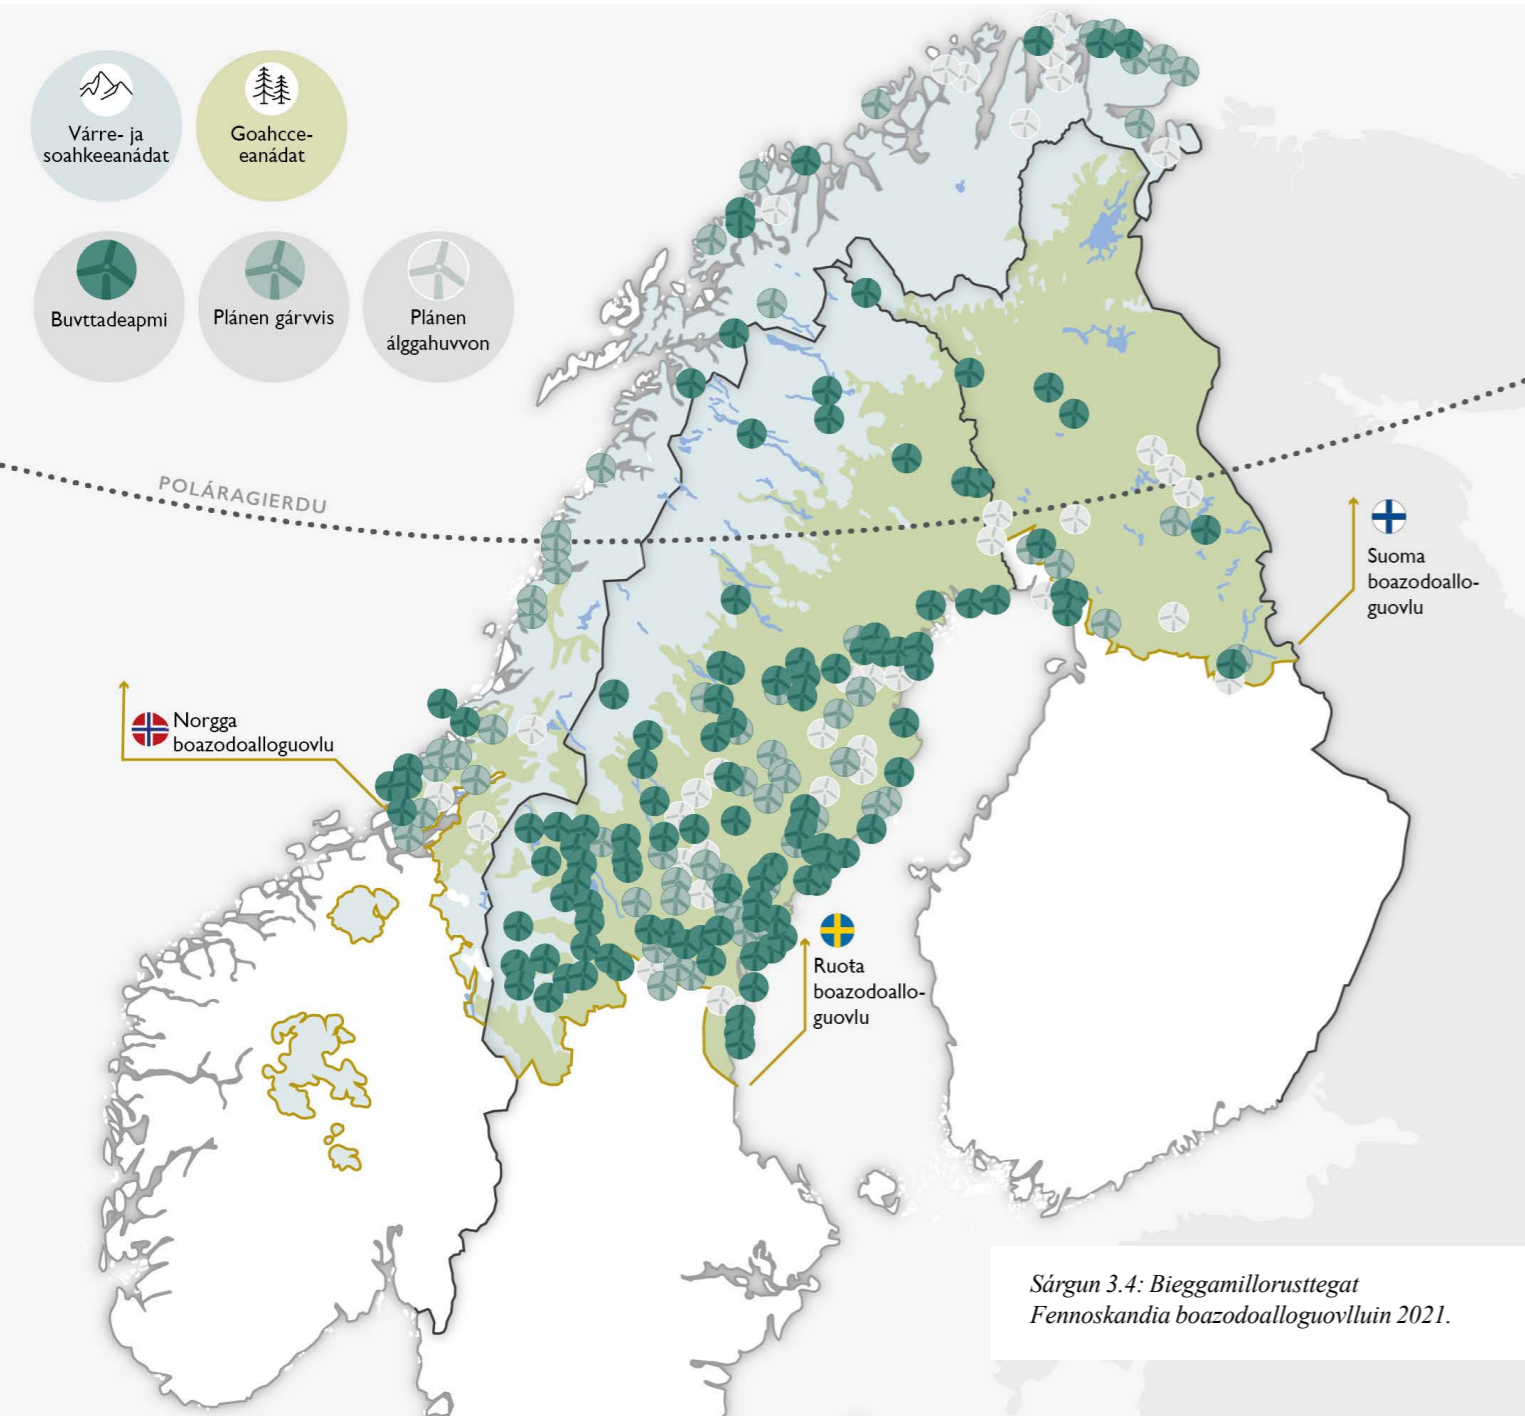 Várre- ja
soahkeeanádat
Goahcce-
eanádat
Buvttadeapmi
Plánen gárvvis
Plánen
álggahuvvon
POLÁRAGIERDU
Suoma
boazodoallo-
guovlu
Norgga
boazodoalloguovlu
Ruoŧa
boazodoallo-
guovlu
Sárgun 3.4: Bieggamillorusttegat
Fennoskandia boazodoalloguovlluin 2021.